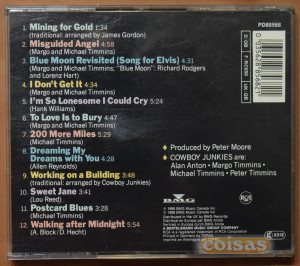 PD88568
1. Mining for Gold 1:34
(traditional: arranged by James Gordon)
2. Misguided Angel 4:58
(Margo and Michael Timmins)
3. Blue Moon Revisited (Song for Elvis) 4:31
(Margo and Michael Timmins; "Blue Moon": Richard Rodgers
and Lorenz Hart)
4. I Don't Get It 4:34
(Margo and Michael Timmins)
5. I'm So Lonesome I Could Cry 5:24
(Hank Williams)
6. To Love Is to Bury 4:47
(Margo and Michael Timmins)
7. 200 More Miles 5:29
(Michael Timmins)
8. Dreaming My
Dreams with You 4:28
(Allen Reynolds)
9. Working on a Building 3:48
(traditional: arranged by Cowboy Junkies)
10. Sweet Jane 3:41
(Lou Reed)
11. Postcard Blues 3:28
(Michael Timmins)
12. Walking after Midnight 5:54
(A. Block/D. Hecht)
Produced by Peter Moore
COWBOY JUNKIES are:
Alan Anton • Margo Timmins •
Michael Timmins • Peter Timmins
BMG
coisas